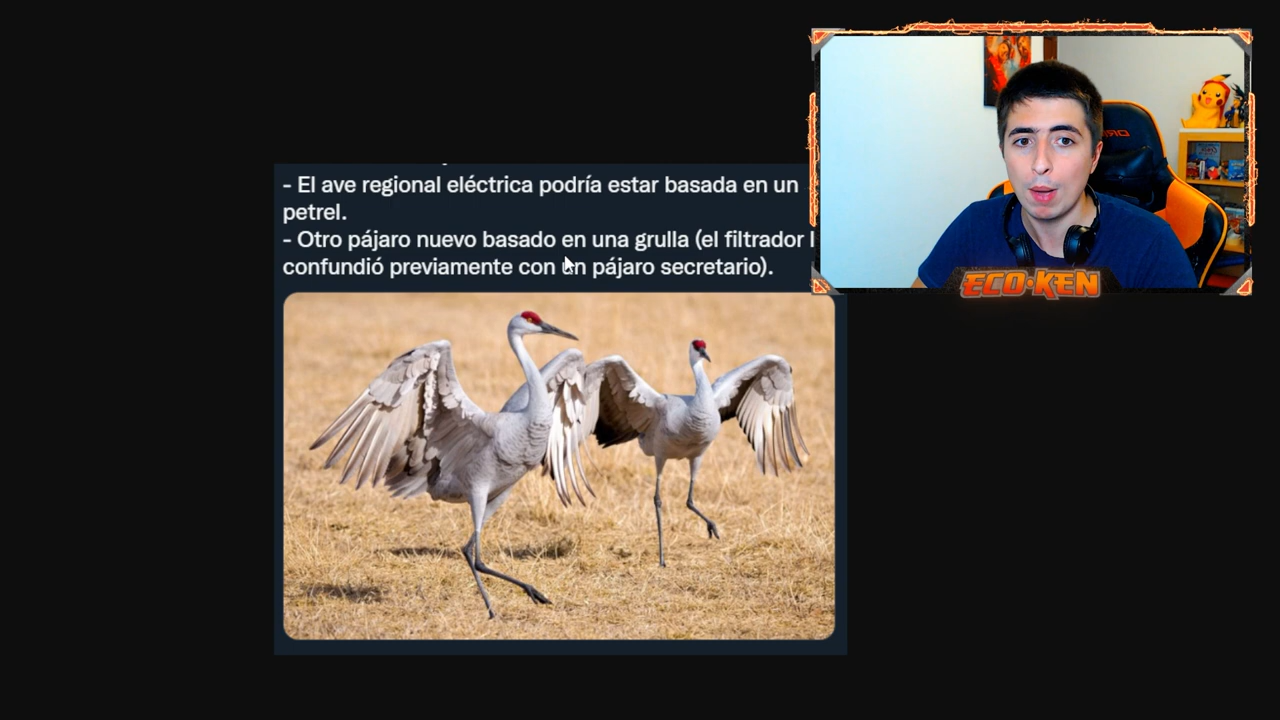 - El ave regional eléctrica podría estar basada en un
petrel.
- Otro pájaro nuevo basado en una grulla (el filtrador
confundió previamente con un pájaro secretario).
ECO·KEN